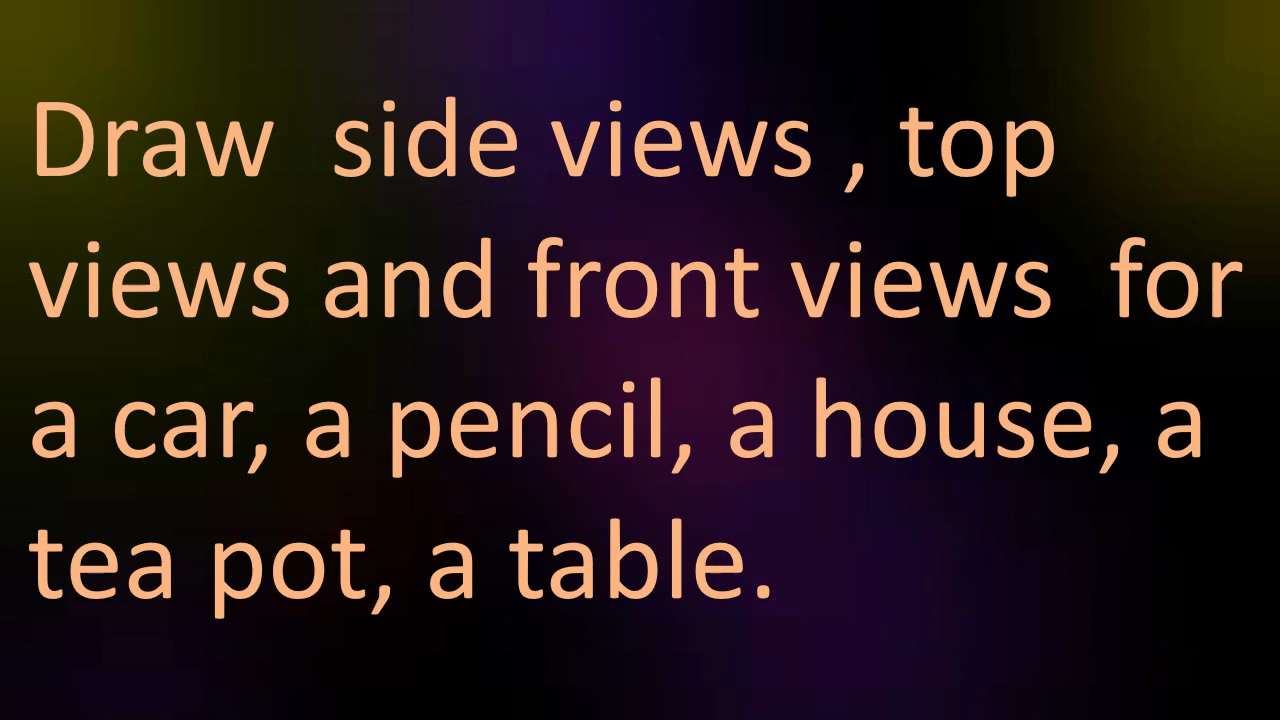 Draw  side views , top
views and front views  for
a car, a pencil, a house, a
tea pot, a table.